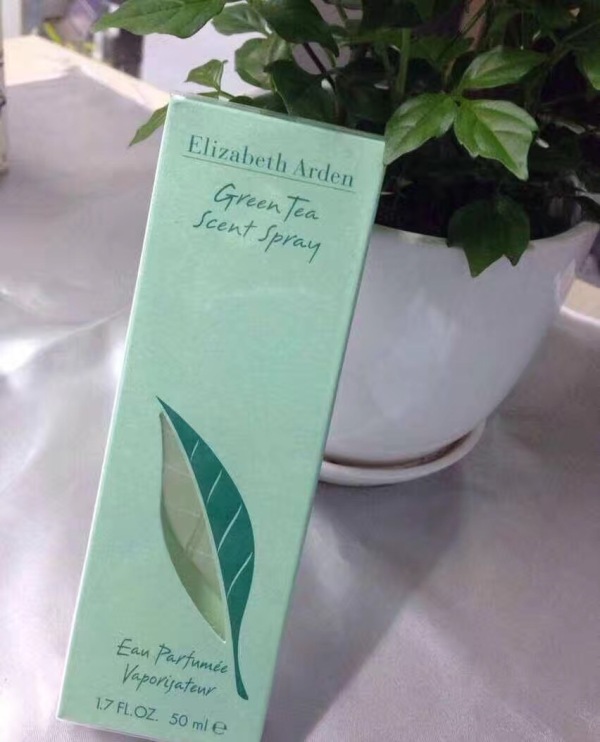 Elizabeth Arden
Green Tea
Scent Spray
Eau Parfumée
Vaporisateur
1.7 FL.OZ. 50 ml ℮